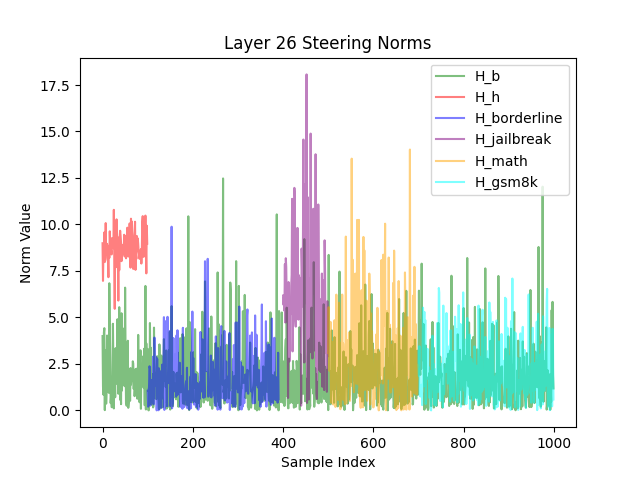 Layer 26 Steering Norms
Norm Value
17.5
15.0
12.5
10.0
7.5
5.0
2.5
0.0
H_b
H_h
H_borderline
H_jailbreak
H_math
H_gsm8k
0 200 400 600 800 1000
Sample Index